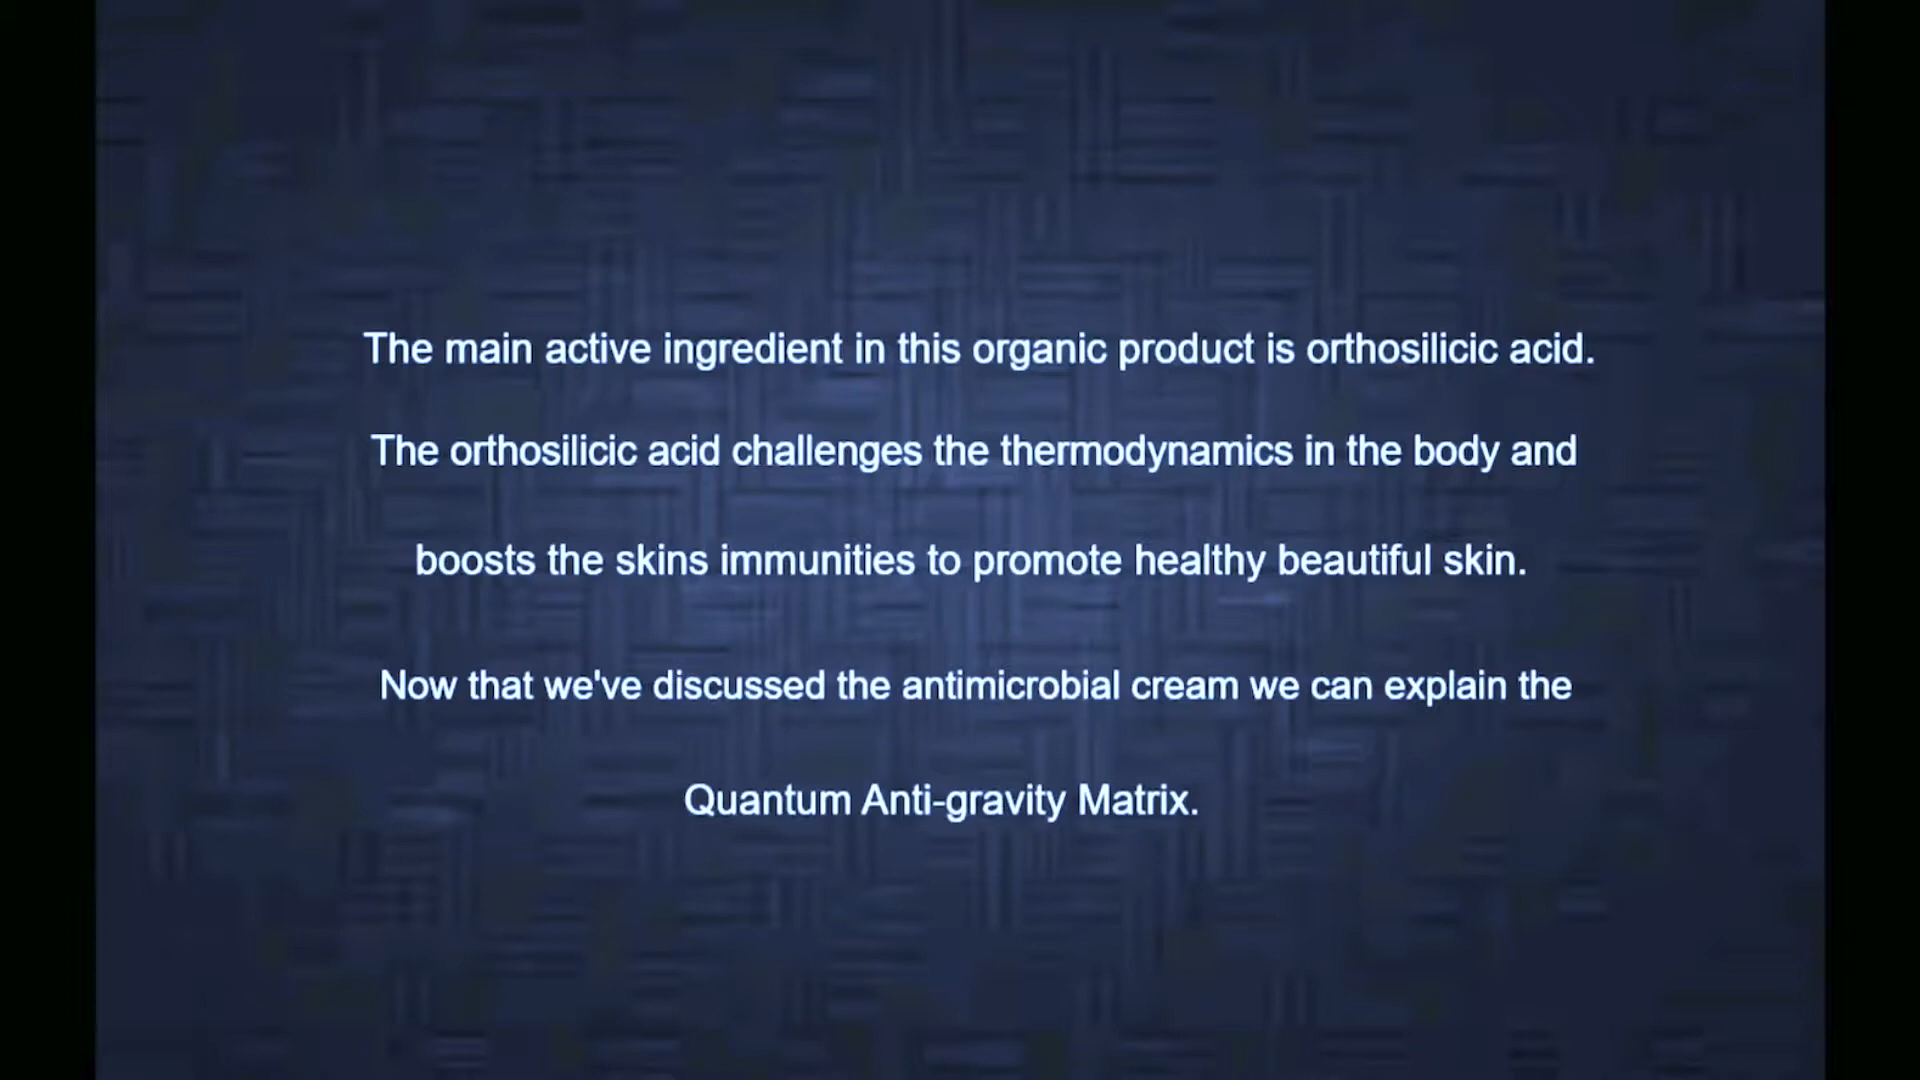 The main active ingredient in this organic product is orthosilicic acid.
The orthosilicic acid challenges the thermodynamics in the body and
boosts the skins immunities to promote healthy beautiful skin.
Now that we've discussed the antimicrobial cream we can explain the
Quantum Anti-gravity Matrix.